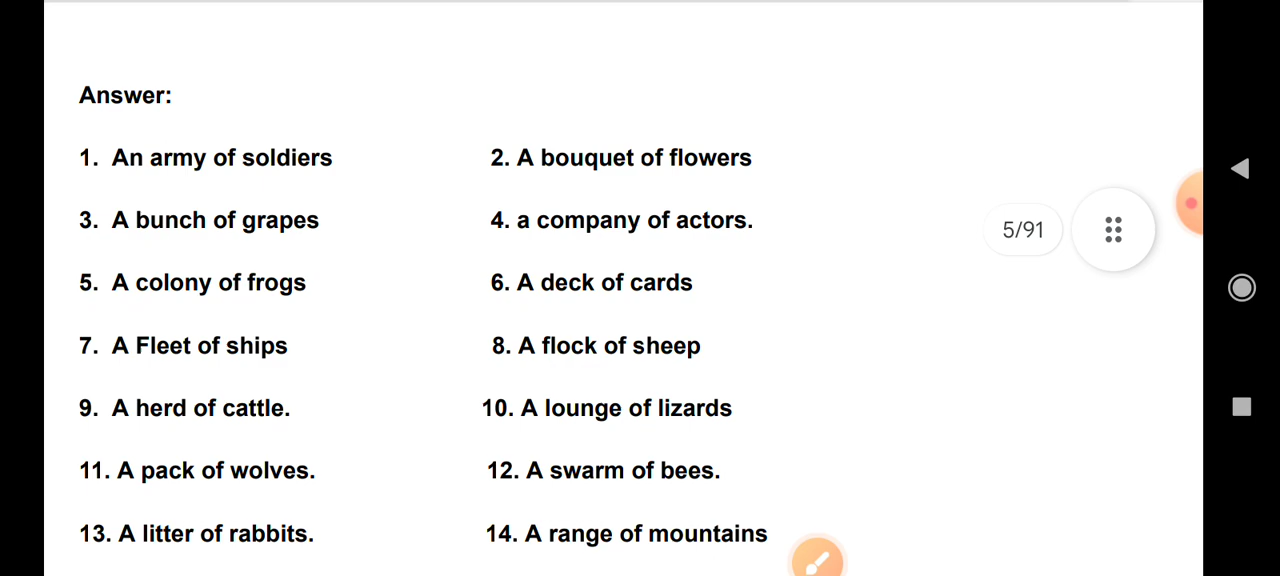 Answer:
1. An army of soldiers 2. A bouquet of flowers
3. A bunch of grapes 4. a company of actors.
5/91
5. A colony of frogs 6. A deck of cards
7. A Fleet of ships 8. A flock of sheep
9. A herd of cattle. 10. A lounge of lizards
11. A pack of wolves. 12. A swarm of bees.
13. A litter of rabbits. 14. A range of mountains